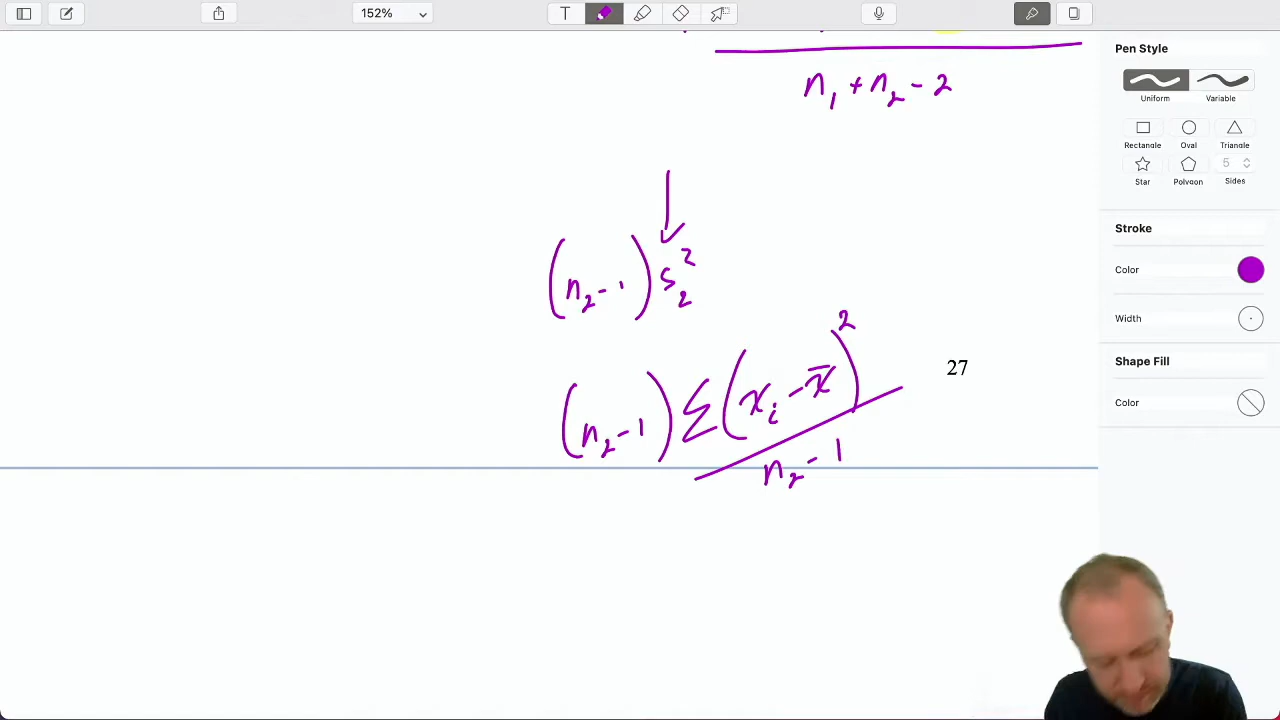 152%
T
Pen Style
Uniform
Variable
Rectangle
Oval
Triangle
Star
Polygon
5
Sides
Stroke
Color
Width
Shape Fill
Color
n₁ + n₂ - 2
(n₂ - 1) s₂²
(n₂ - 1) Σ(xᵢ - x̄)²
n₂ - 1
27